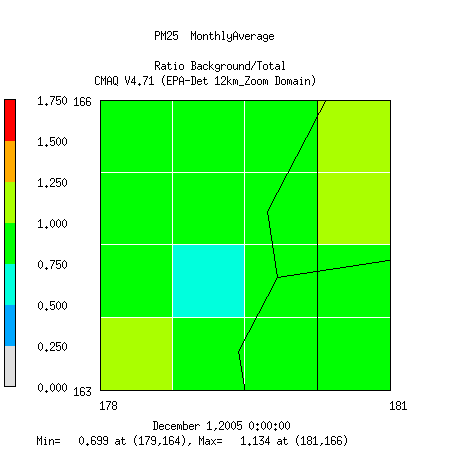 PM25 MonthlyAverage
Ratio Background/Total
CMAQ V4.71 (EPA-Det 12km_Zoom Domain)
1.750
1.500
1.250
1.000
0.750
0.500
0.250
0.000
166
163
178 181
December 1,2005 0:00:00
Min= 0.699 at (179,164), Max= 1.134 at (181,166)